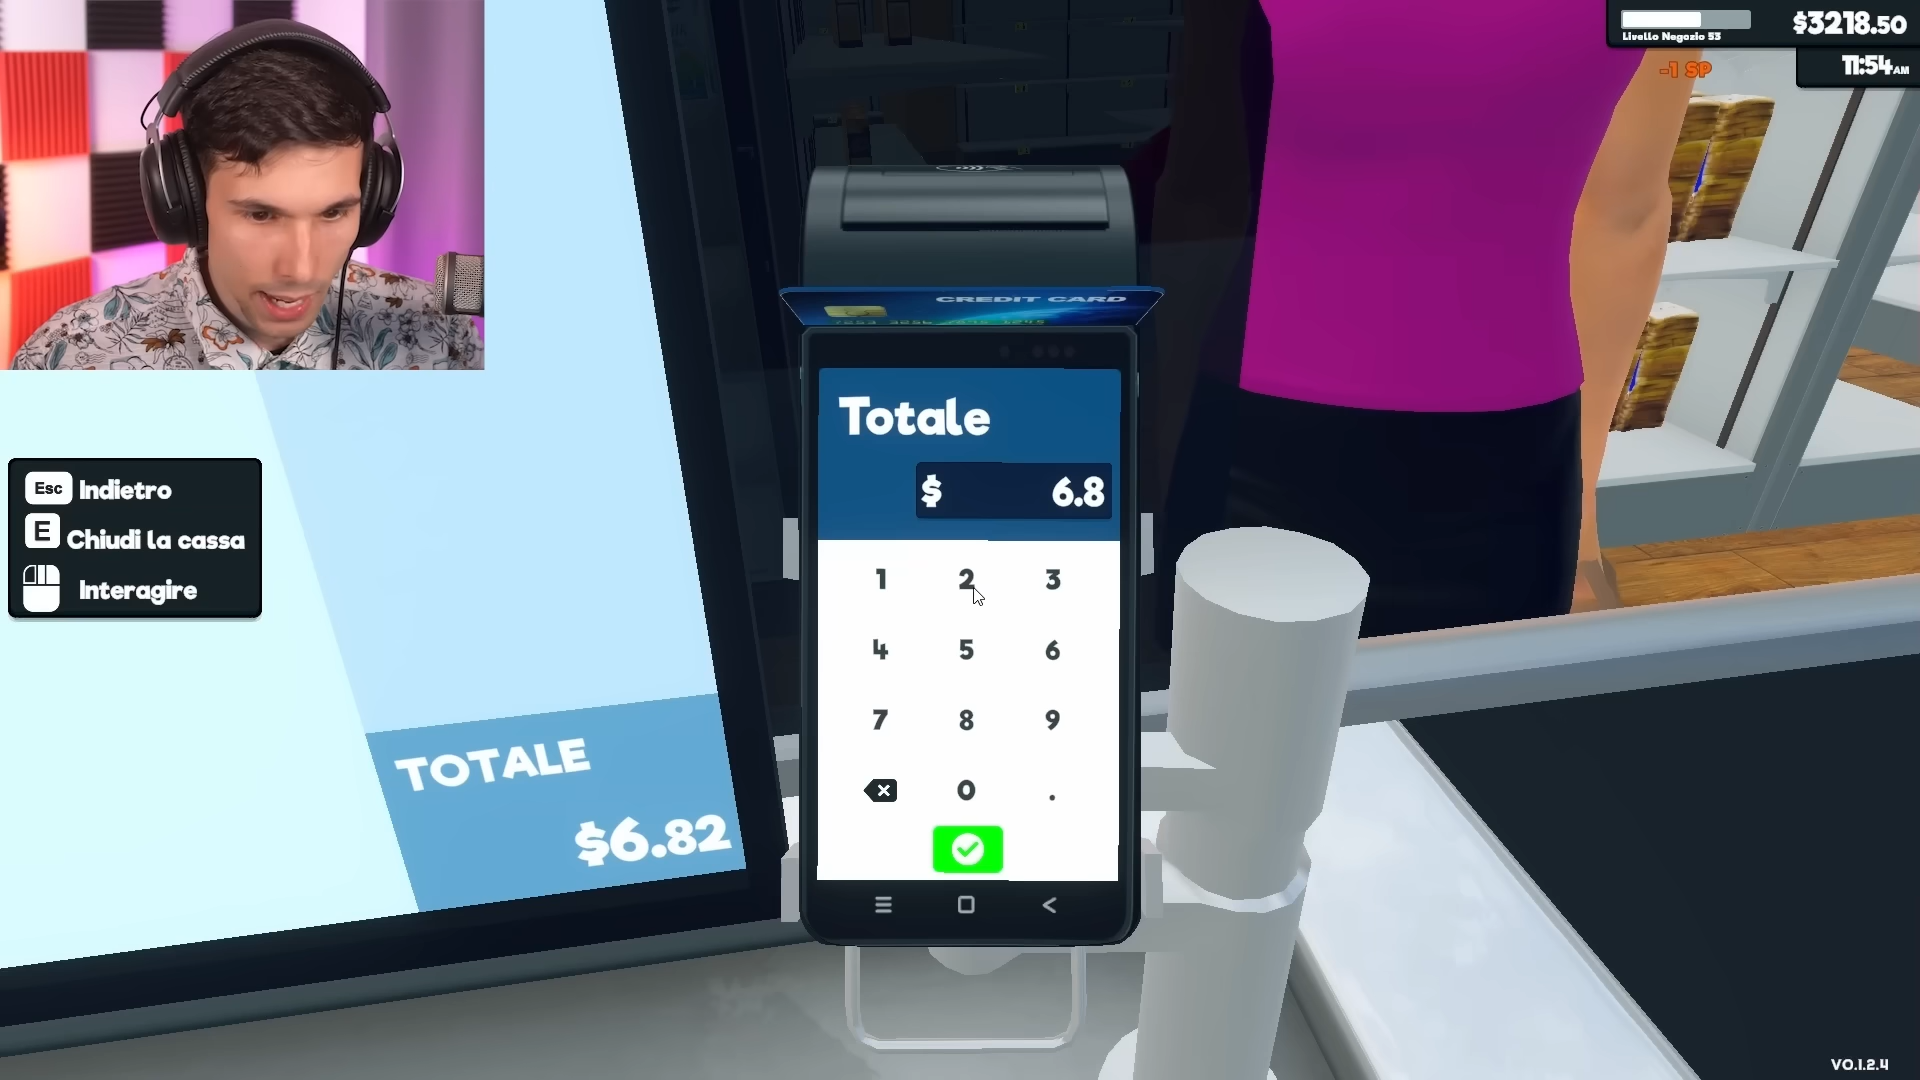 $3218.50
Livello Negozio 53
-1 SP
11:54AM
CREDIT CARD
Totale
$ 6.8
Esc Indietro
E Chiudi la cassa
Interagire
1 2 3
4 5 6
7 8 9
0 .
TOTALE
$6.82
V0.1.2.4